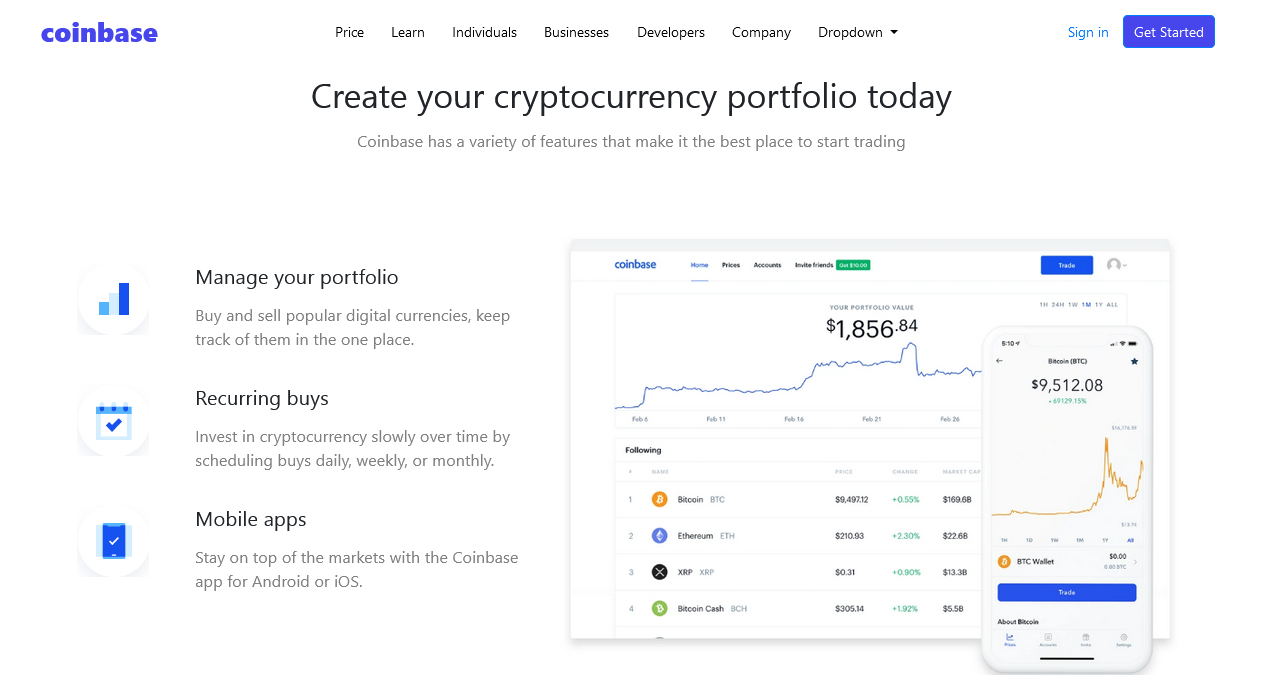 coinbase
Price Learn Individuals Businesses Developers Company Dropdown
Sign in Get Started
Create your cryptocurrency portfolio today
Coinbase has a variety of features that make it the best place to start trading
Manage your portfolio
Buy and sell popular digital currencies, keep
track of them in the one place.
Recurring buys
Invest in cryptocurrency slowly over time by
scheduling buys daily, weekly, or monthly.
Mobile apps
Stay on top of the markets with the Coinbase
app for Android or iOS.
coinbase Home Prices Accounts Invite friends Get $10.00 Trade
YOUR PORTFOLIO VALUE
1H 24H 1W 1M 1Y ALL
$1,856.84
Feb 6 Feb 11 Feb 16 Feb 21 Feb 26
Following
# NAME PRICE CHANGE MARKET CAP
1 Bitcoin BTC $9,497.12 +0.55% $169.6B
2 Ethereum ETH $210.93 +2.30% $22.6B
3 XRP XRP $0.31 +0.90% $13.3B
4 Bitcoin Cash BCH $305.14 +1.92% $5.5B
5:10
Bitcoin (BTC)
$9,512.08
+69129.15%
1H 1D 1W 1M 1Y All
BTC Wallet $0.00
Trade
About Bitcoin
Prices Accounts Invite Settings